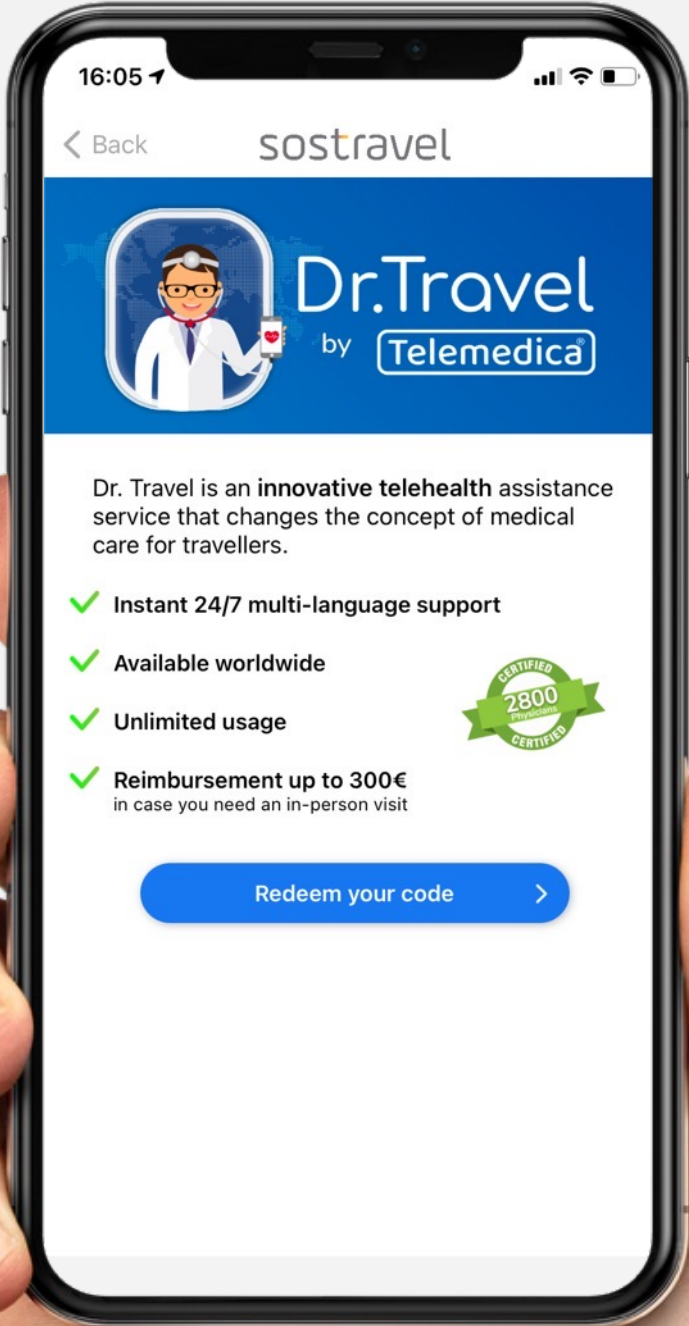 16:05
Back
sostravel
Dr.Travel
by Telemedica®
Dr. Travel is an innovative telehealth assistance
service that changes the concept of medical
care for travellers.
Instant 24/7 multi-language support
Available worldwide
CERTIFIED
2800
Physicians
CERTIFIED
Unlimited usage
Reimbursement up to 300€
in case you need an in-person visit
Redeem your code